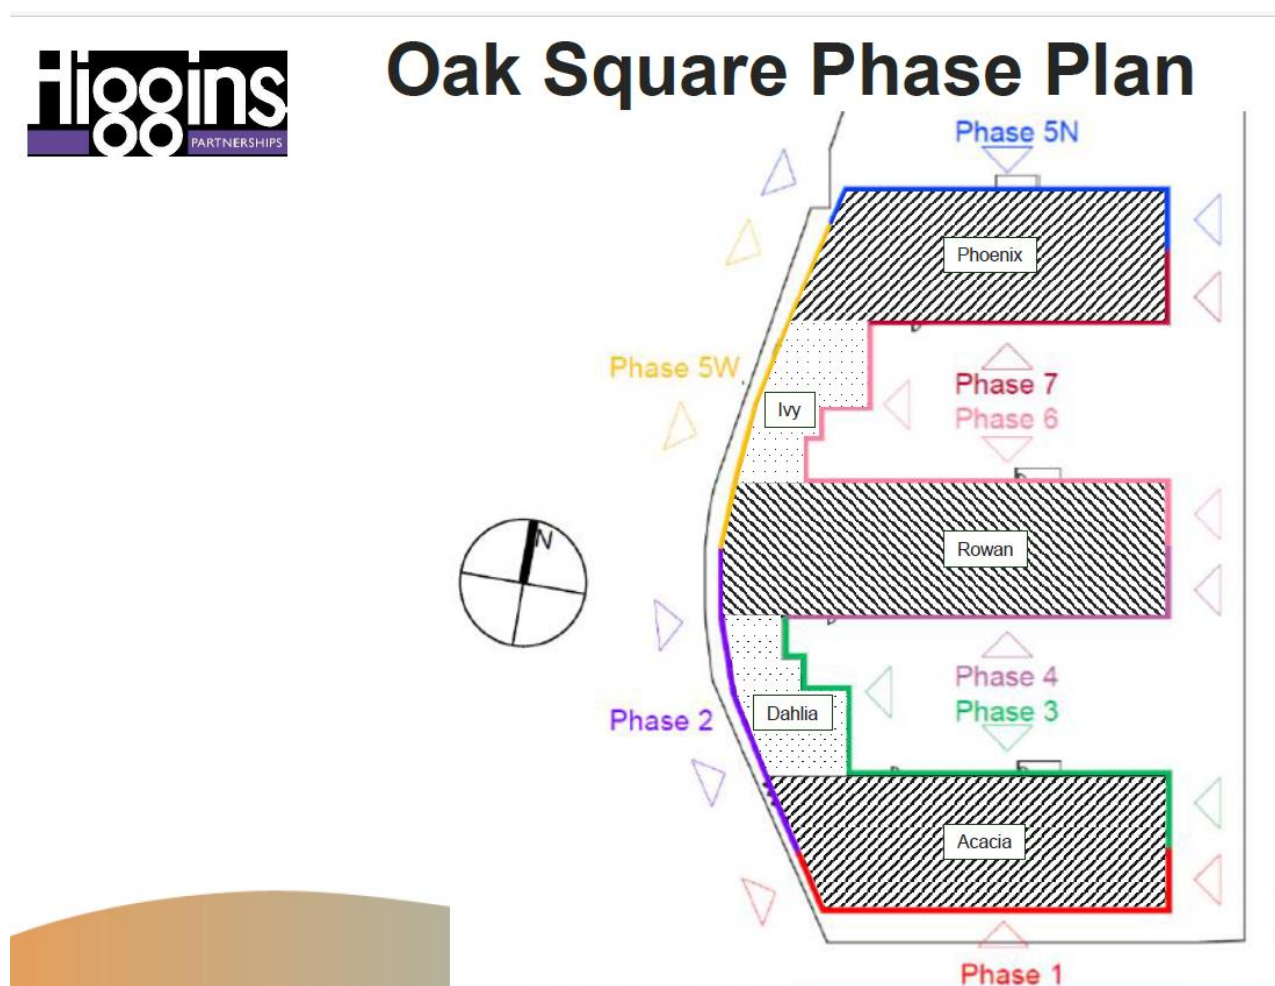 Higgins
PARTNERSHIPS
Oak Square Phase Plan
Phase 5N
Phoenix
Phase 5W
Phase 7
Phase 6
Ivy
N
Rowan
Phase 4
Phase 3
Phase 2
Dahlia
Acacia
Phase 1